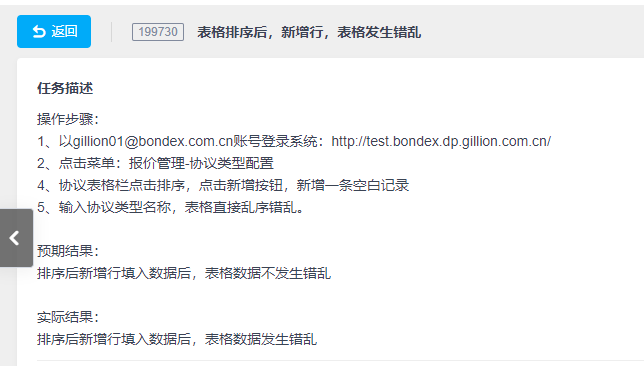 返回
199730
表格排序后，新增行，表格发生错乱
任务描述
操作步骤：
1、以gillion01@bondex.com.cn账号登录系统：http://test.bondex.dp.gillion.com.cn/
2、点击菜单：报价管理-协议类型配置
4、协议表格栏点击排序，点击新增按钮，新增一条空白记录
5、输入协议类型名称，表格直接乱序错乱。
预期结果：
排序后新增行填入数据后，表格数据不发生错乱
实际结果：
排序后新增行填入数据后，表格数据发生错乱